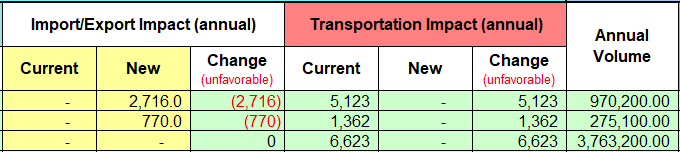 Import/Export Impact (annual) Transportation Impact (annual) Annual Volume
Current New Change (unfavorable) Current New Change (unfavorable)
- 2,716.0 (2,716) 5,123 - 5,123 970,200.00
- 770.0 (770) 1,362 - 1,362 275,100.00
- - 0 6,623 - 6,623 3,763,200.00